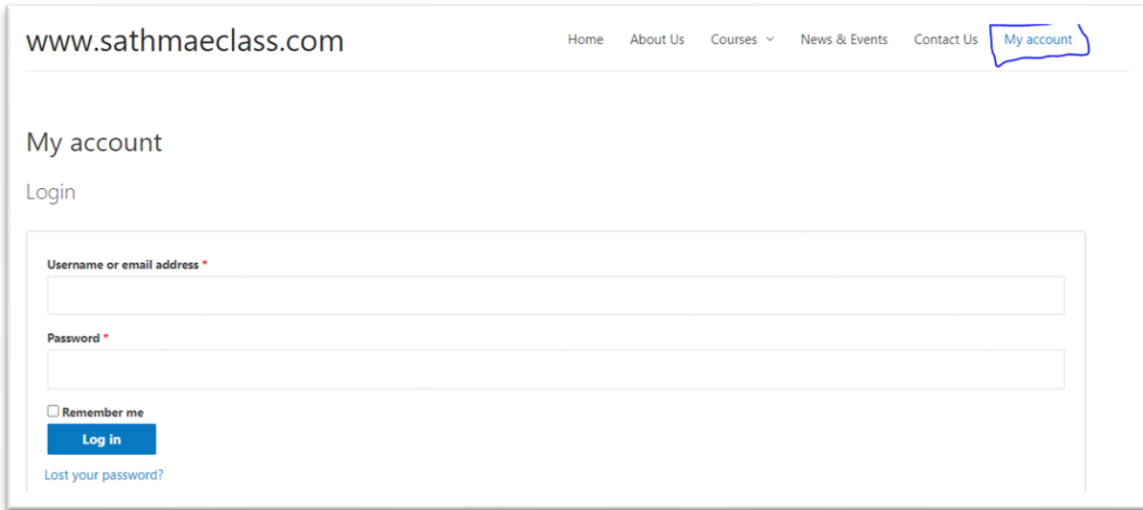 www.sathmaeclass.com Home About Us Courses News & Events Contact Us My account
My account
Login
Username or email address *
Password *
Remember me
Log in
Lost your password?